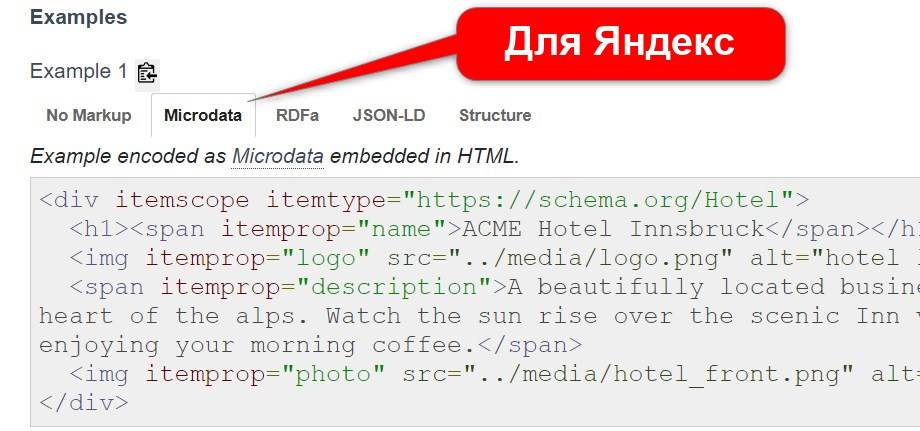 Examples
Для Яндекс
Example 1
No Markup Microdata RDFa JSON-LD Structure
Example encoded as Microdata embedded in HTML.
<div itemscope itemtype="https://schema.org/Hotel">
<h1><span itemprop="name">ACME Hotel Innsbruck</span></h
<img itemprop="logo" src="../media/logo.png" alt="hotel
<span itemprop="description">A beautifully located busine
heart of the alps. Watch the sun rise over the scenic Inn
enjoying your morning coffee.</span>
<img itemprop="photo" src="../media/hotel_front.png" alt=
</div>